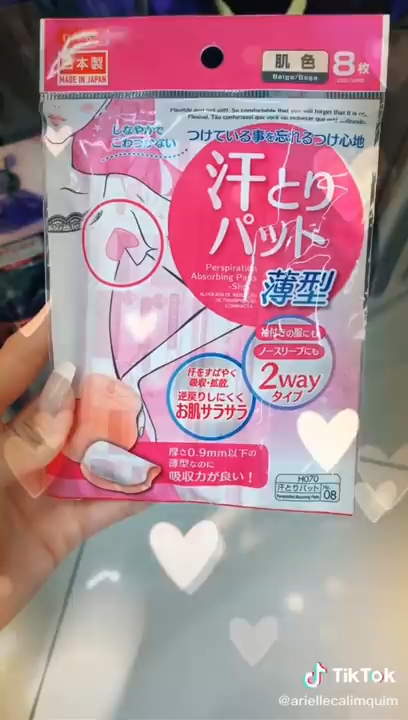 日本製
MADE IN JAPAN
肌色
Beige/Bege
8枚
Flexible and not stiff. So comfortable that you will forget that it is
しなやかで
こわつかない
つけている事を忘れるつけ心地
汗とり
パッド
Perspiration
Absorbing Pads
薄型
袖付きの服にも
ノースリーブにも
2way
タイプ
汗をすばやく
吸収・拡散。
逆戻りしにくく
お肌サラサラ
厚さ0.9mm以下の
薄型なのに
吸収力が良い!
H070
汗とりパット
Perspiration Absorbing Pads
No.
08
TikTok
@ariellecalimquim